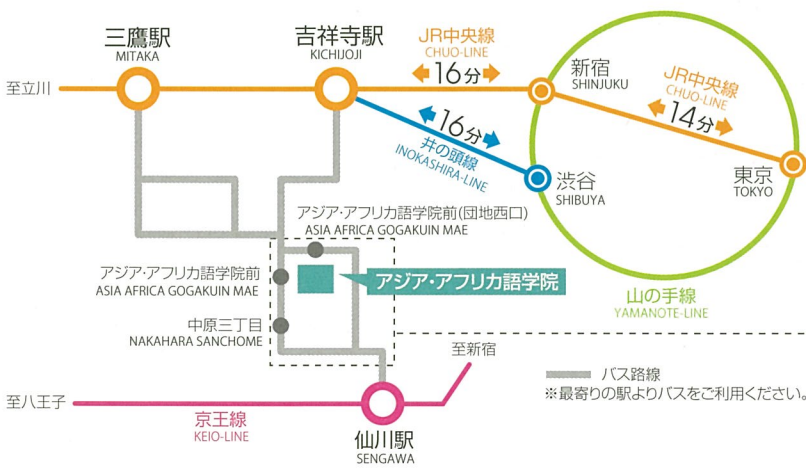 三鷹駅
MITAKA
吉祥寺駅
KICHIJOJI
JR中央線
CHUO-LINE
16分
至立川
新宿
SHINJUKU
JR中央線
CHUO-LINE
14分
16分
井の頭線
INOKASHIRA-LINE
渋谷
SHIBUYA
東京
TOKYO
アジア・アフリカ語学院前(団地西口)
ASIA AFRICA GOGAKUIN MAE
アジア・アフリカ語学院前
ASIA AFRICA GOGAKUIN MAE
アジア・アフリカ語学院
山の手線
YAMANOTE-LINE
中原三丁目
NAKAHARA SANCHOME
至新宿
バス路線
※最寄りの駅よりバスをご利用ください。
至八王子
京王線
KEIO-LINE
仙川駅
SENGAWA